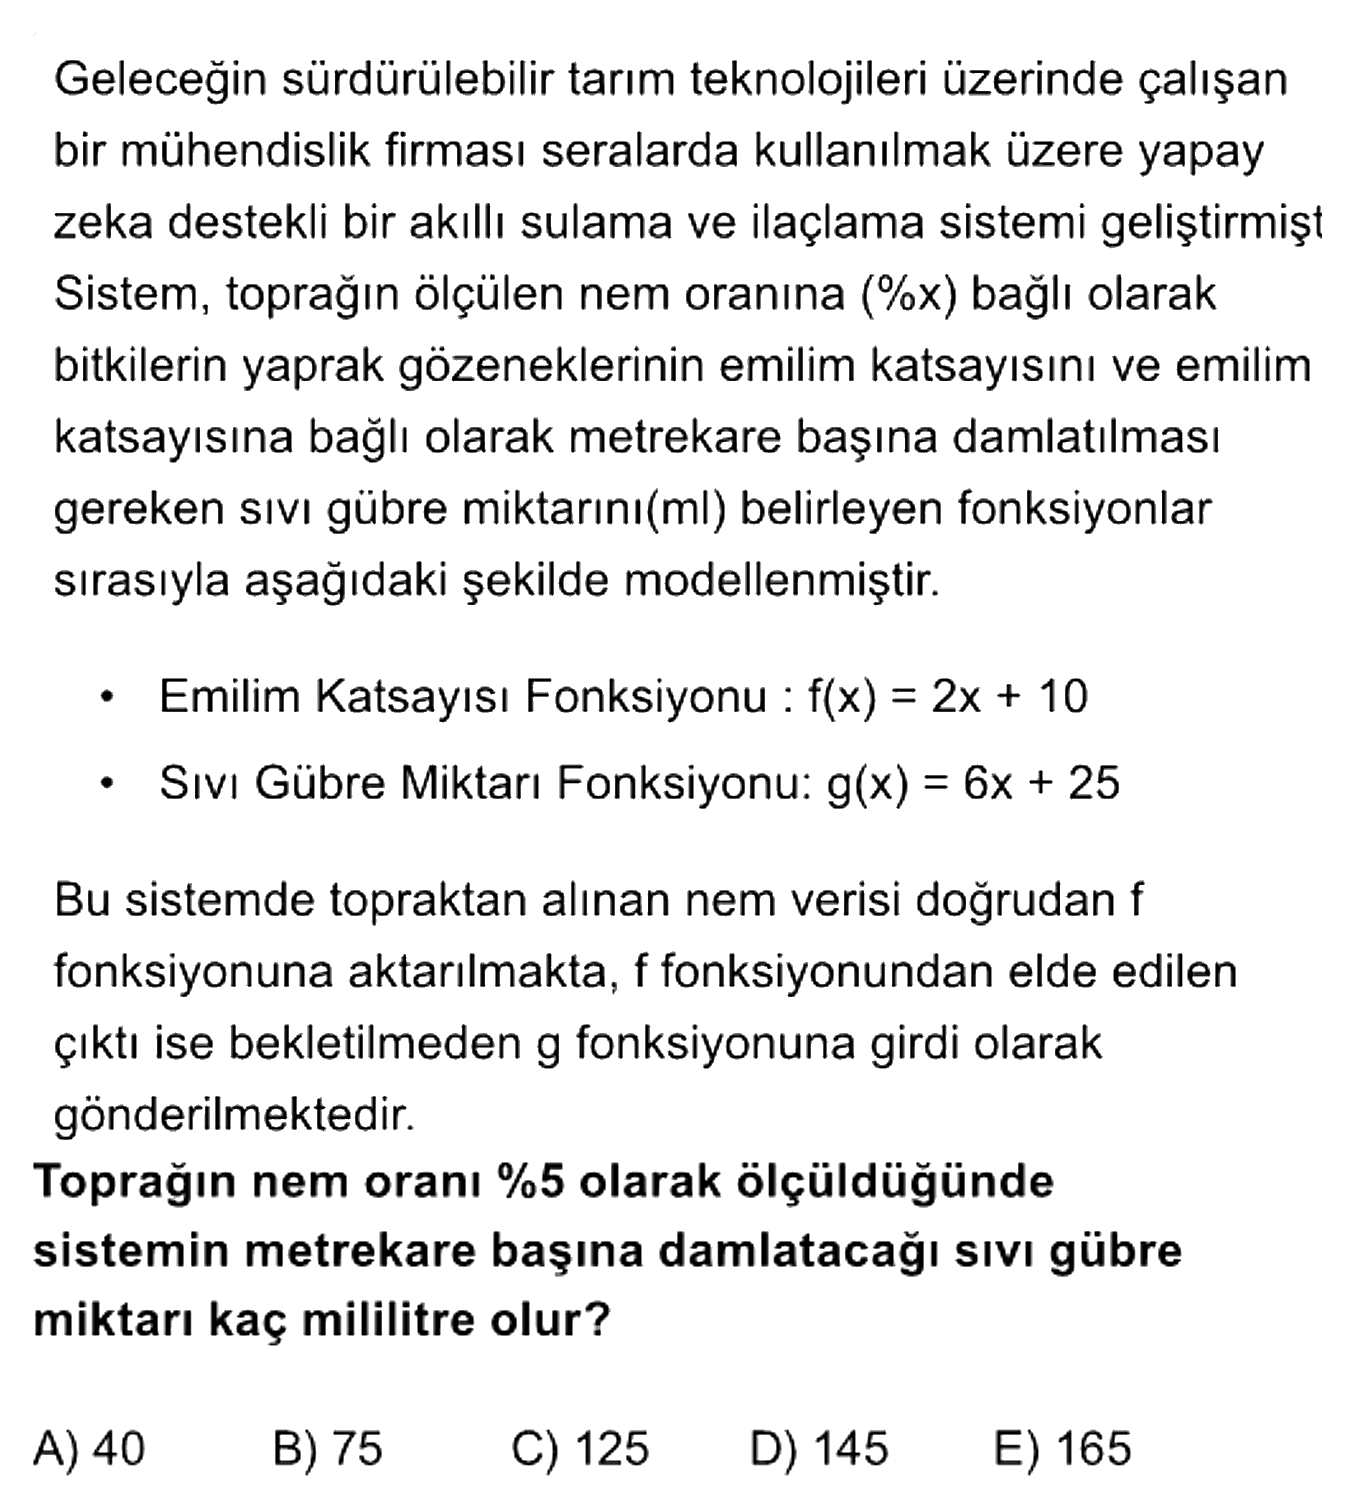 Geleceğin sürdürülebilir tarım teknolojileri üzerinde çalışan
bir mühendislik firması seralarda kullanılmak üzere yapay
zeka destekli bir akıllı sulama ve ilaçlama sistemi geliştirmişt
Sistem, toprağın ölçülen nem oranına (%x) bağlı olarak
bitkilerin yaprak gözeneklerinin emilim katsayısını ve emilim
katsayısına bağlı olarak metrekare başına damlatılması
gereken sıvı gübre miktarını(ml) belirleyen fonksiyonlar
sırasıyla aşağıdaki şekilde modellenmiştir.
• Emilim Katsayısı Fonksiyonu : f(x) = 2x + 10
• Sıvı Gübre Miktarı Fonksiyonu: g(x) = 6x + 25
Bu sistemde topraktan alınan nem verisi doğrudan f
fonksiyonuna aktarılmakta, f fonksiyonundan elde edilen
çıktı ise bekletilmeden g fonksiyonuna girdi olarak
gönderilmektedir.
Toprağın nem oranı %5 olarak ölçüldüğünde
sistemin metrekare başına damlatacağı sıvı gübre
miktarı kaç mililitre olur?
A) 40 B) 75 C) 125 D) 145 E) 165